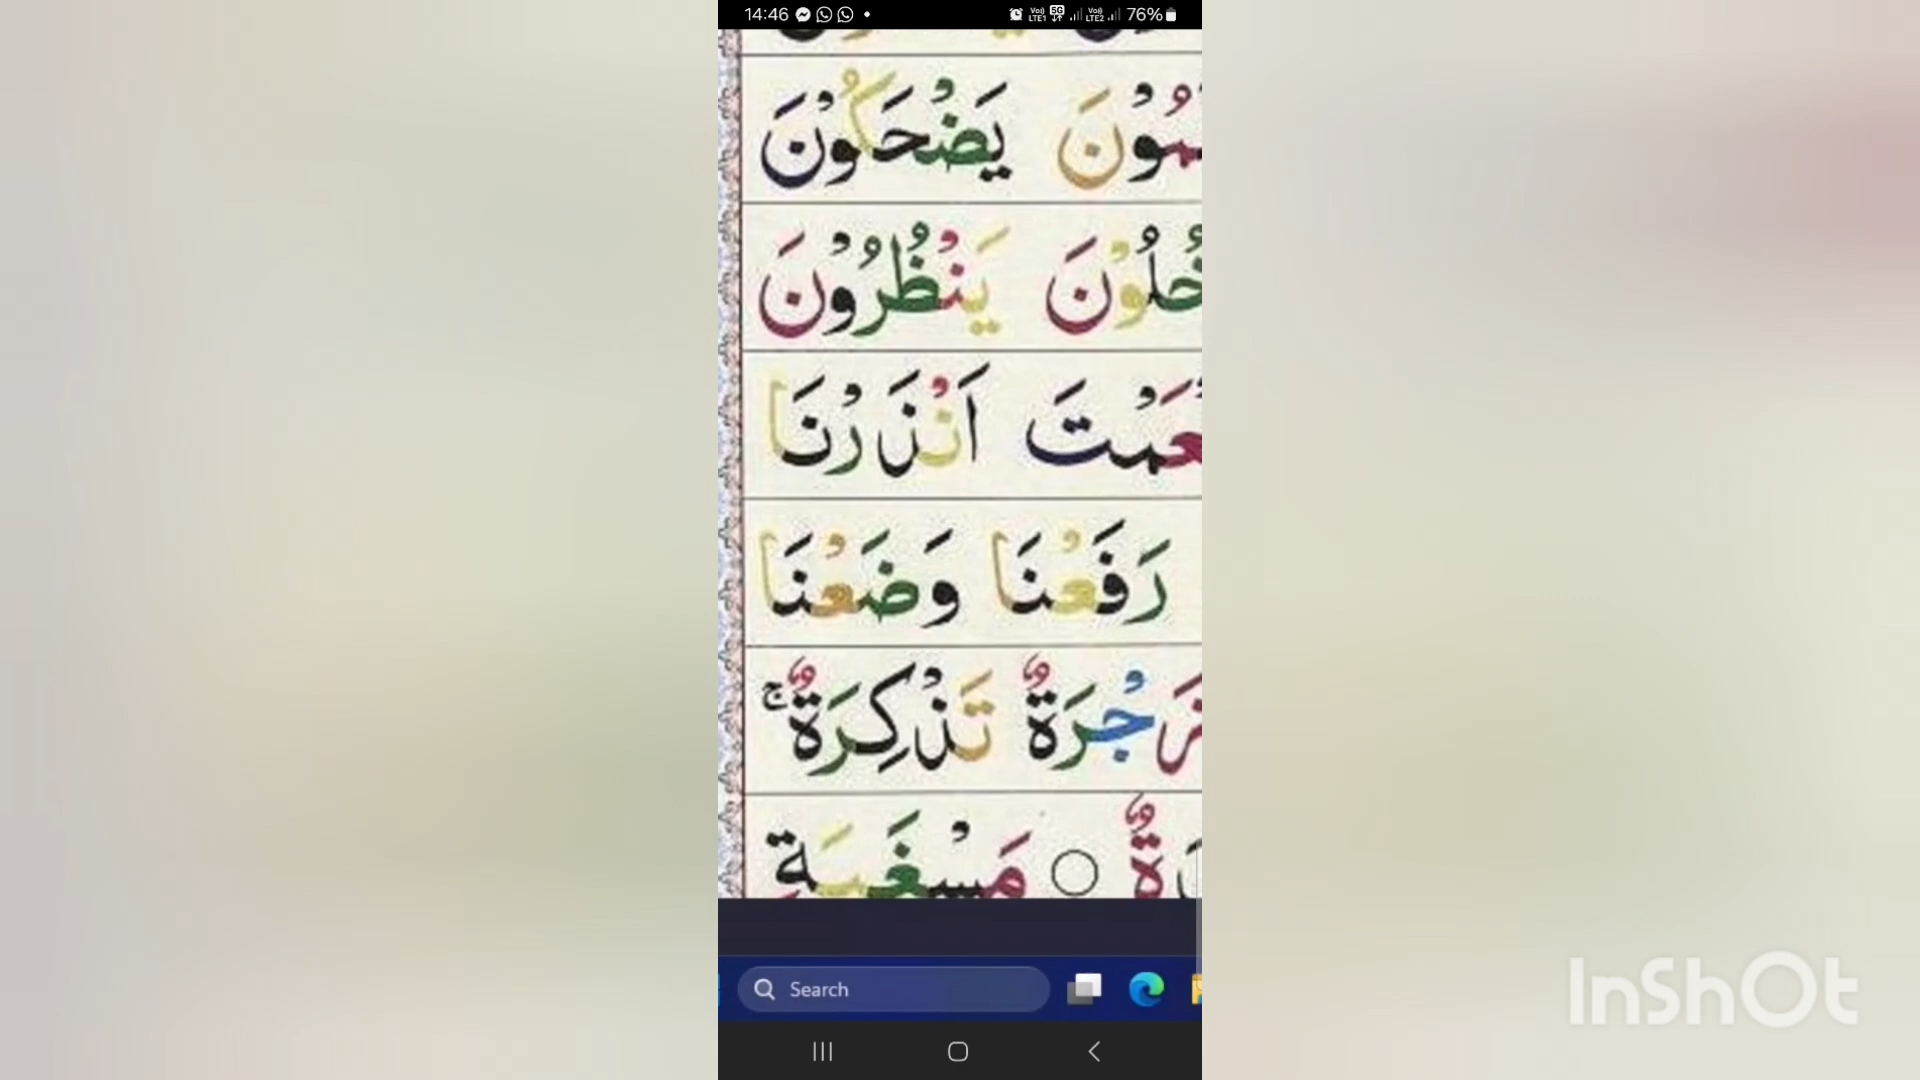 14:46 76%
يَضْحَكُوْنَ
يَنْظُرُوْنَ
اَنْذَرْنَا
رَفَعْنَا وَضَعْنَا
تَذْكِرَةٌ ۚ
مَسْغَبَةٍ
Search
InShOt